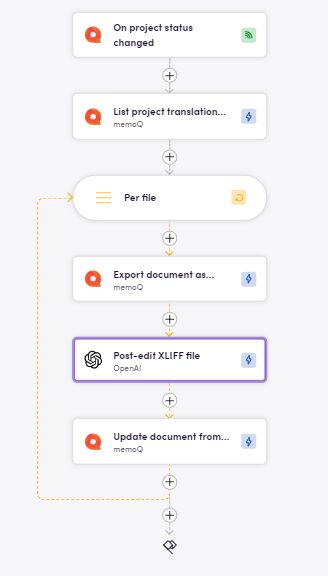 On project status
changed
List project translation...
memoQ
Per file
Export document as...
memoQ
Post-edit XLIFF file
OpenAI
Update document from...
memoQ